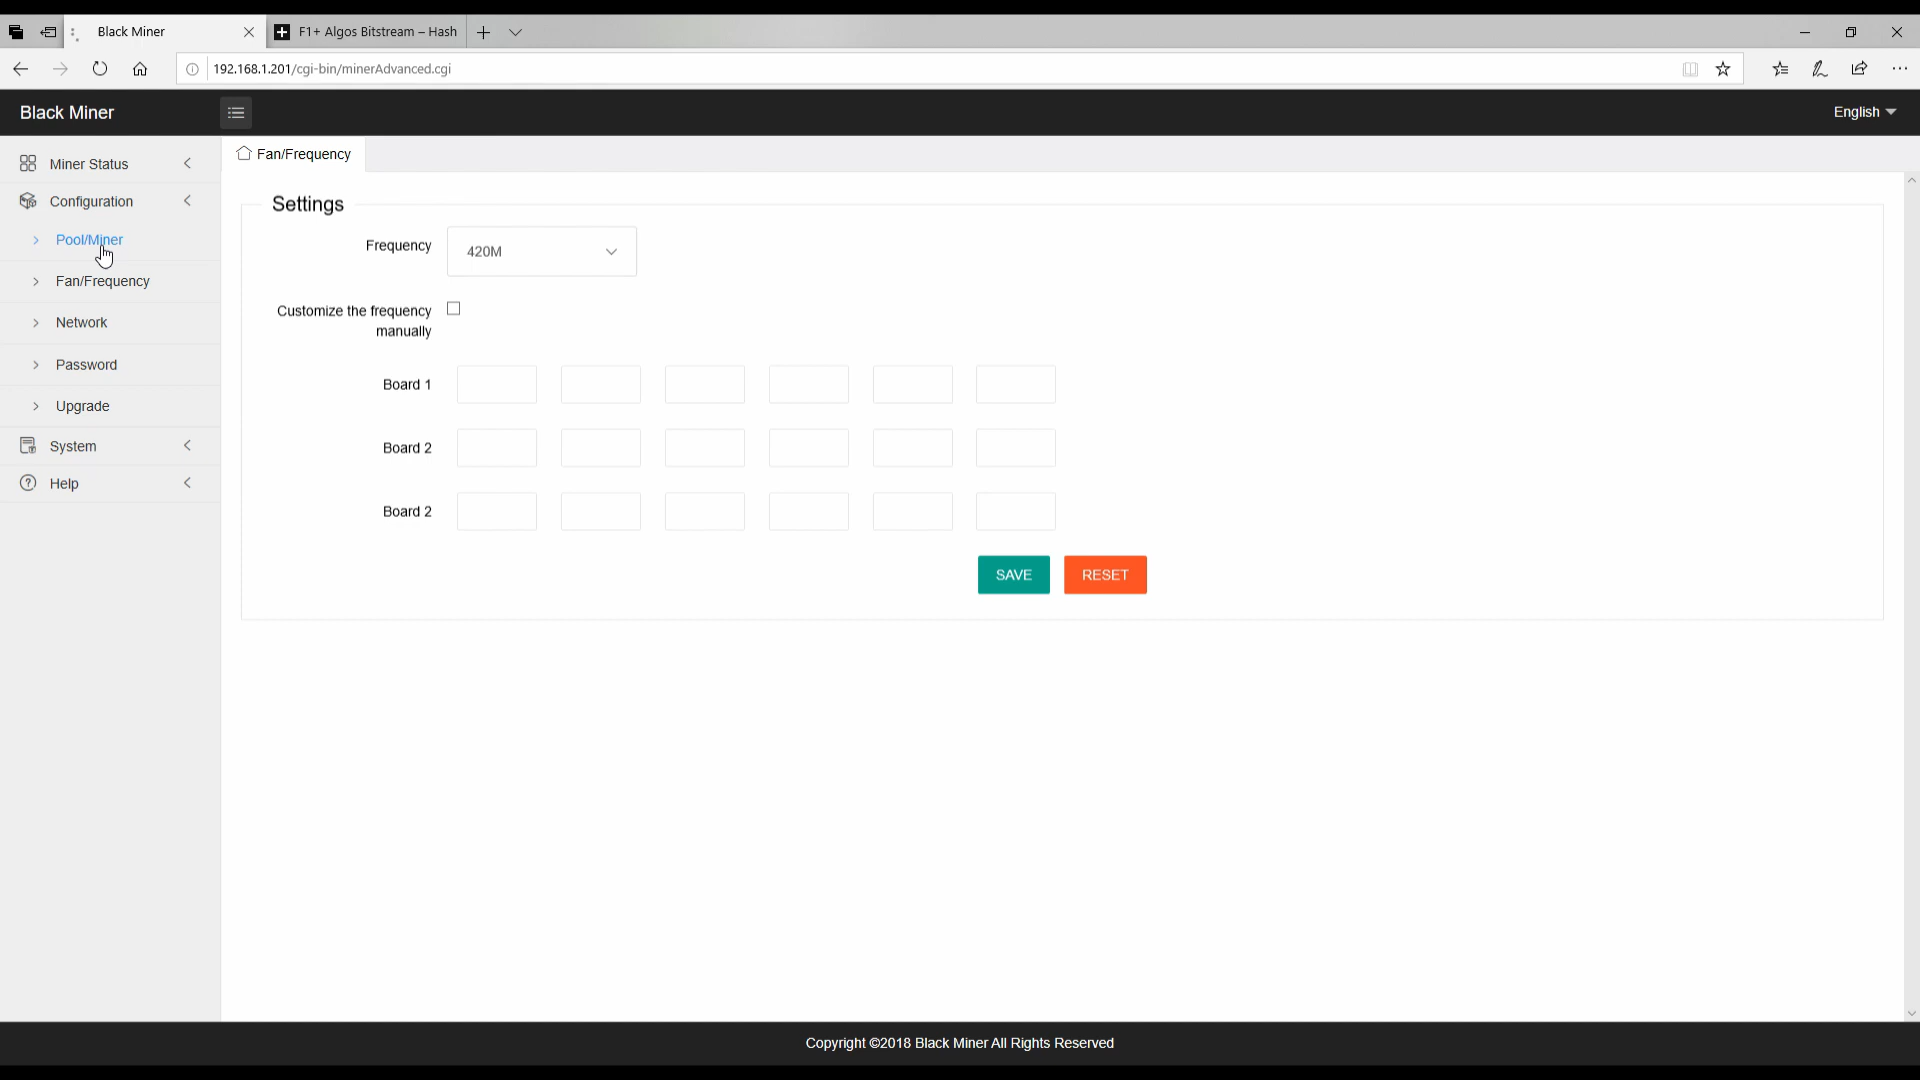 Black Miner
F1+ Algos Bitstream – Hash
192.168.1.201/cgi-bin/minerAdvanced.cgi
Black Miner
English
Miner Status
Configuration
Pool/Miner
Fan/Frequency
Network
Password
Upgrade
System
Help
Fan/Frequency
Settings
Frequency
420M
Customize the frequency
manually
Board 1
Board 2
Board 2
SAVE
RESET
Copyright ©2018 Black Miner All Rights Reserved